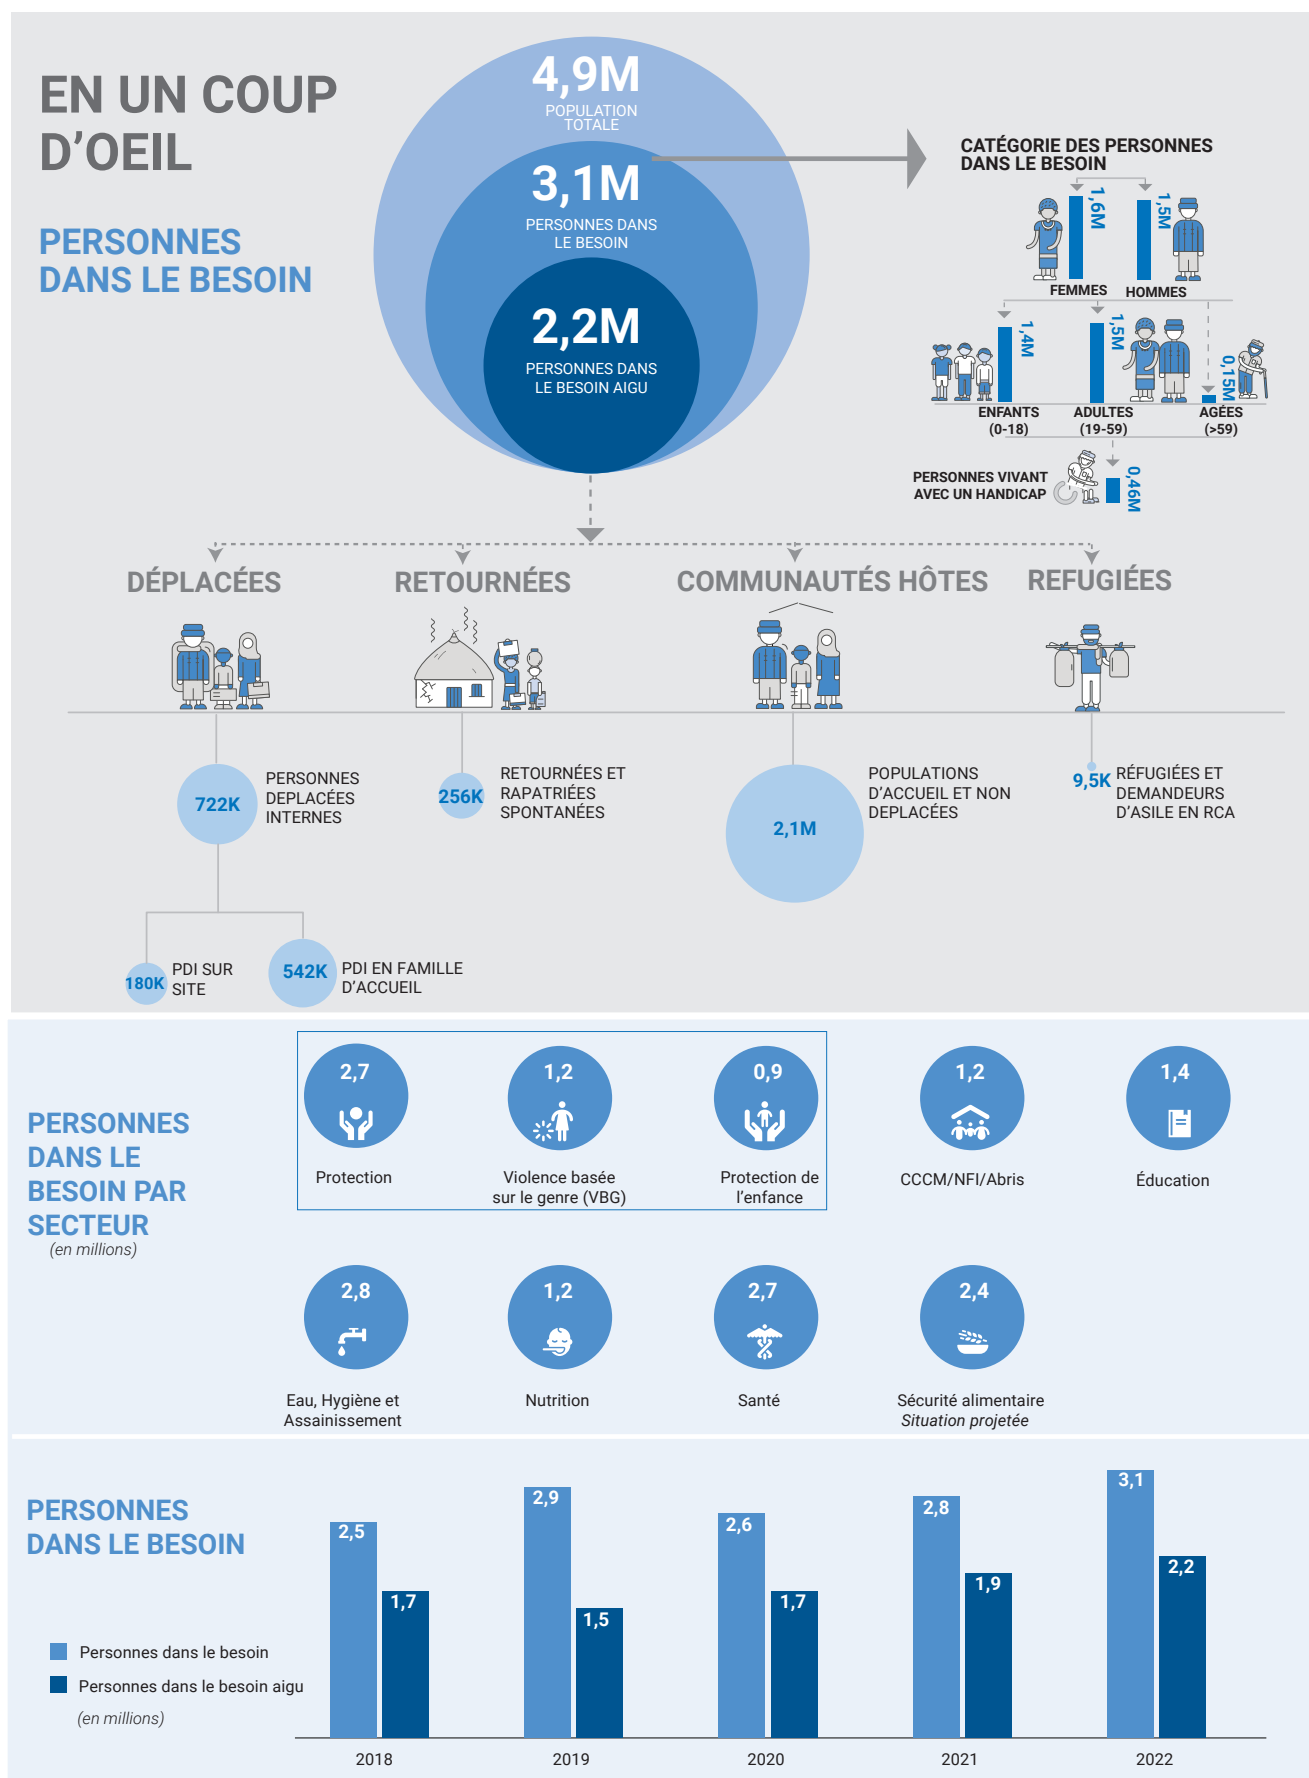 EN UN COUP
D'OEIL
PERSONNES
DANS LE BESOIN
4,9M
POPULATION
TOTALE
3,1M
PERSONNES DANS
LE BESOIN
2,2M
PERSONNES DANS
LE BESOIN AIGU
CATÉGORIE DES PERSONNES
DANS LE BESOIN
1,6M
1,5M
FEMMES
HOMMES
1,4M
1,5M
0,15M
ENFANTS
(0-18)
ADULTES
(19-59)
AGÉES
(>59)
PERSONNES VIVANT
AVEC UN HANDICAP
0,46M
DÉPLACÉES
RETOURNÉES
COMMUNAUTÉS HÔTES
REFUGIÉES
722K
PERSONNES
DEPLACÉES
INTERNES
256K
RETOURNÉES ET
RAPATRIÉES
SPONTANÉES
2,1M
POPULATIONS
D'ACCUEIL ET NON
DEPLACÉES
9,5K
RÉFUGIÉES ET
DEMANDEURS
D'ASILE EN RCA
180K
PDI SUR
SITE
542K
PDI EN FAMILLE
D'ACCUEIL
PERSONNES
DANS LE
BESOIN PAR
SECTEUR
(en millions)
2,7
Protection
1,2
Violence basée
sur le genre (VBG)
0,9
Protection de
l'enfance
1,2
CCCM/NFI/Abris
1,4
Éducation
2,8
Eau, Hygiène et
Assainissement
1,2
Nutrition
2,7
Santé
2,4
Sécurité alimentaire
Situation projetée
PERSONNES
DANS LE BESOIN
Personnes dans le besoin
Personnes dans le besoin aigu
(en millions)
2,5
1,7
2,9
1,5
2,6
1,7
2,8
1,9
3,1
2,2
2018
2019
2020
2021
2022